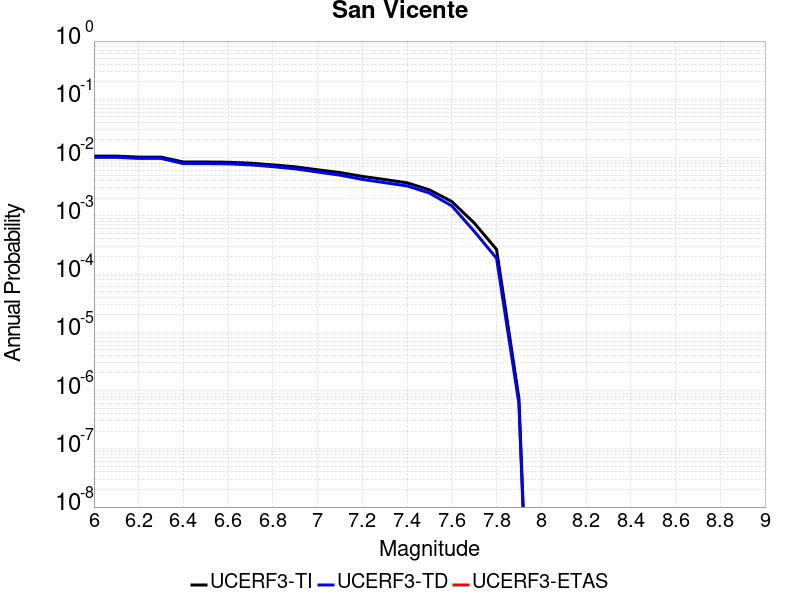 San Vicente
10^0
10^-1
10^-2
10^-3
10^-4
10^-5
10^-6
10^-7
10^-8
Annual Probability
6 6.2 6.4 6.6 6.8 7 7.2 7.4 7.6 7.8 8 8.2 8.4 8.6 8.8 9
Magnitude
UCERF3-TI UCERF3-TD UCERF3-ETAS